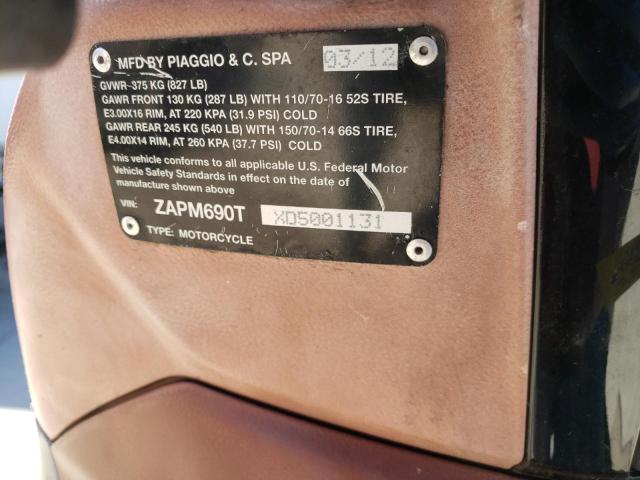 MFD BY PIAGGIO & C. SPA 03/12
GVWR-375 KG (827 LB)
GAWR FRONT 130 KG (287 LB) WITH 110/70-16 52S TIRE,
E3.00X16 RIM, AT 220 KPA (31.9 PSI) COLD
GAWR REAR 245 KG (540 LB) WITH 150/70-14 66S TIRE,
E4.00X14 RIM, AT 260 KPA (37.7 PSI) COLD
This vehicle conforms to all applicable U.S. Federal Motor
Vehicle Safety Standards in effect on the date of
manufacture shown above
VIN: ZAPM690T XD5001131
TYPE: MOTORCYCLE